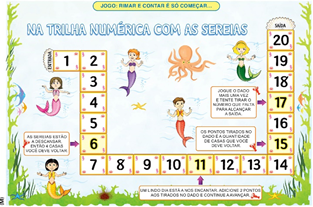 JOGO: RIMAR E CONTAR É SÓ COMEÇAR...
NA TRILHA NUMÉRICA COM AS SEREIAS
SAÍDA
20
19
18
17
16
15
14
ENTRADA
1 2
3
4
5
6
7 8 9 10 11 12 13
JOGUE O DADO
MAIS UMA VEZ
E TENTE TIRAR O
NÚMERO QUE FALTA
PARA ALCANÇAR
A SAÍDA.
OS PONTOS TIRADOS NO
DADO É A QUANTIDADE
DE CASAS QUE VOCÊ
DEVE VOLTAR
AS SEREIAS ESTÃO
A DESCANSAR,
ENTÃO 4 CASAS
VOCÊ DEVE VOLTAR
UM LINDO DIA ESTÁ A NOS ENCANTAR, ADICIONE 2 PONTOS
AOS TIRADOS NO DADO E CONTINUE A AVANÇAR.